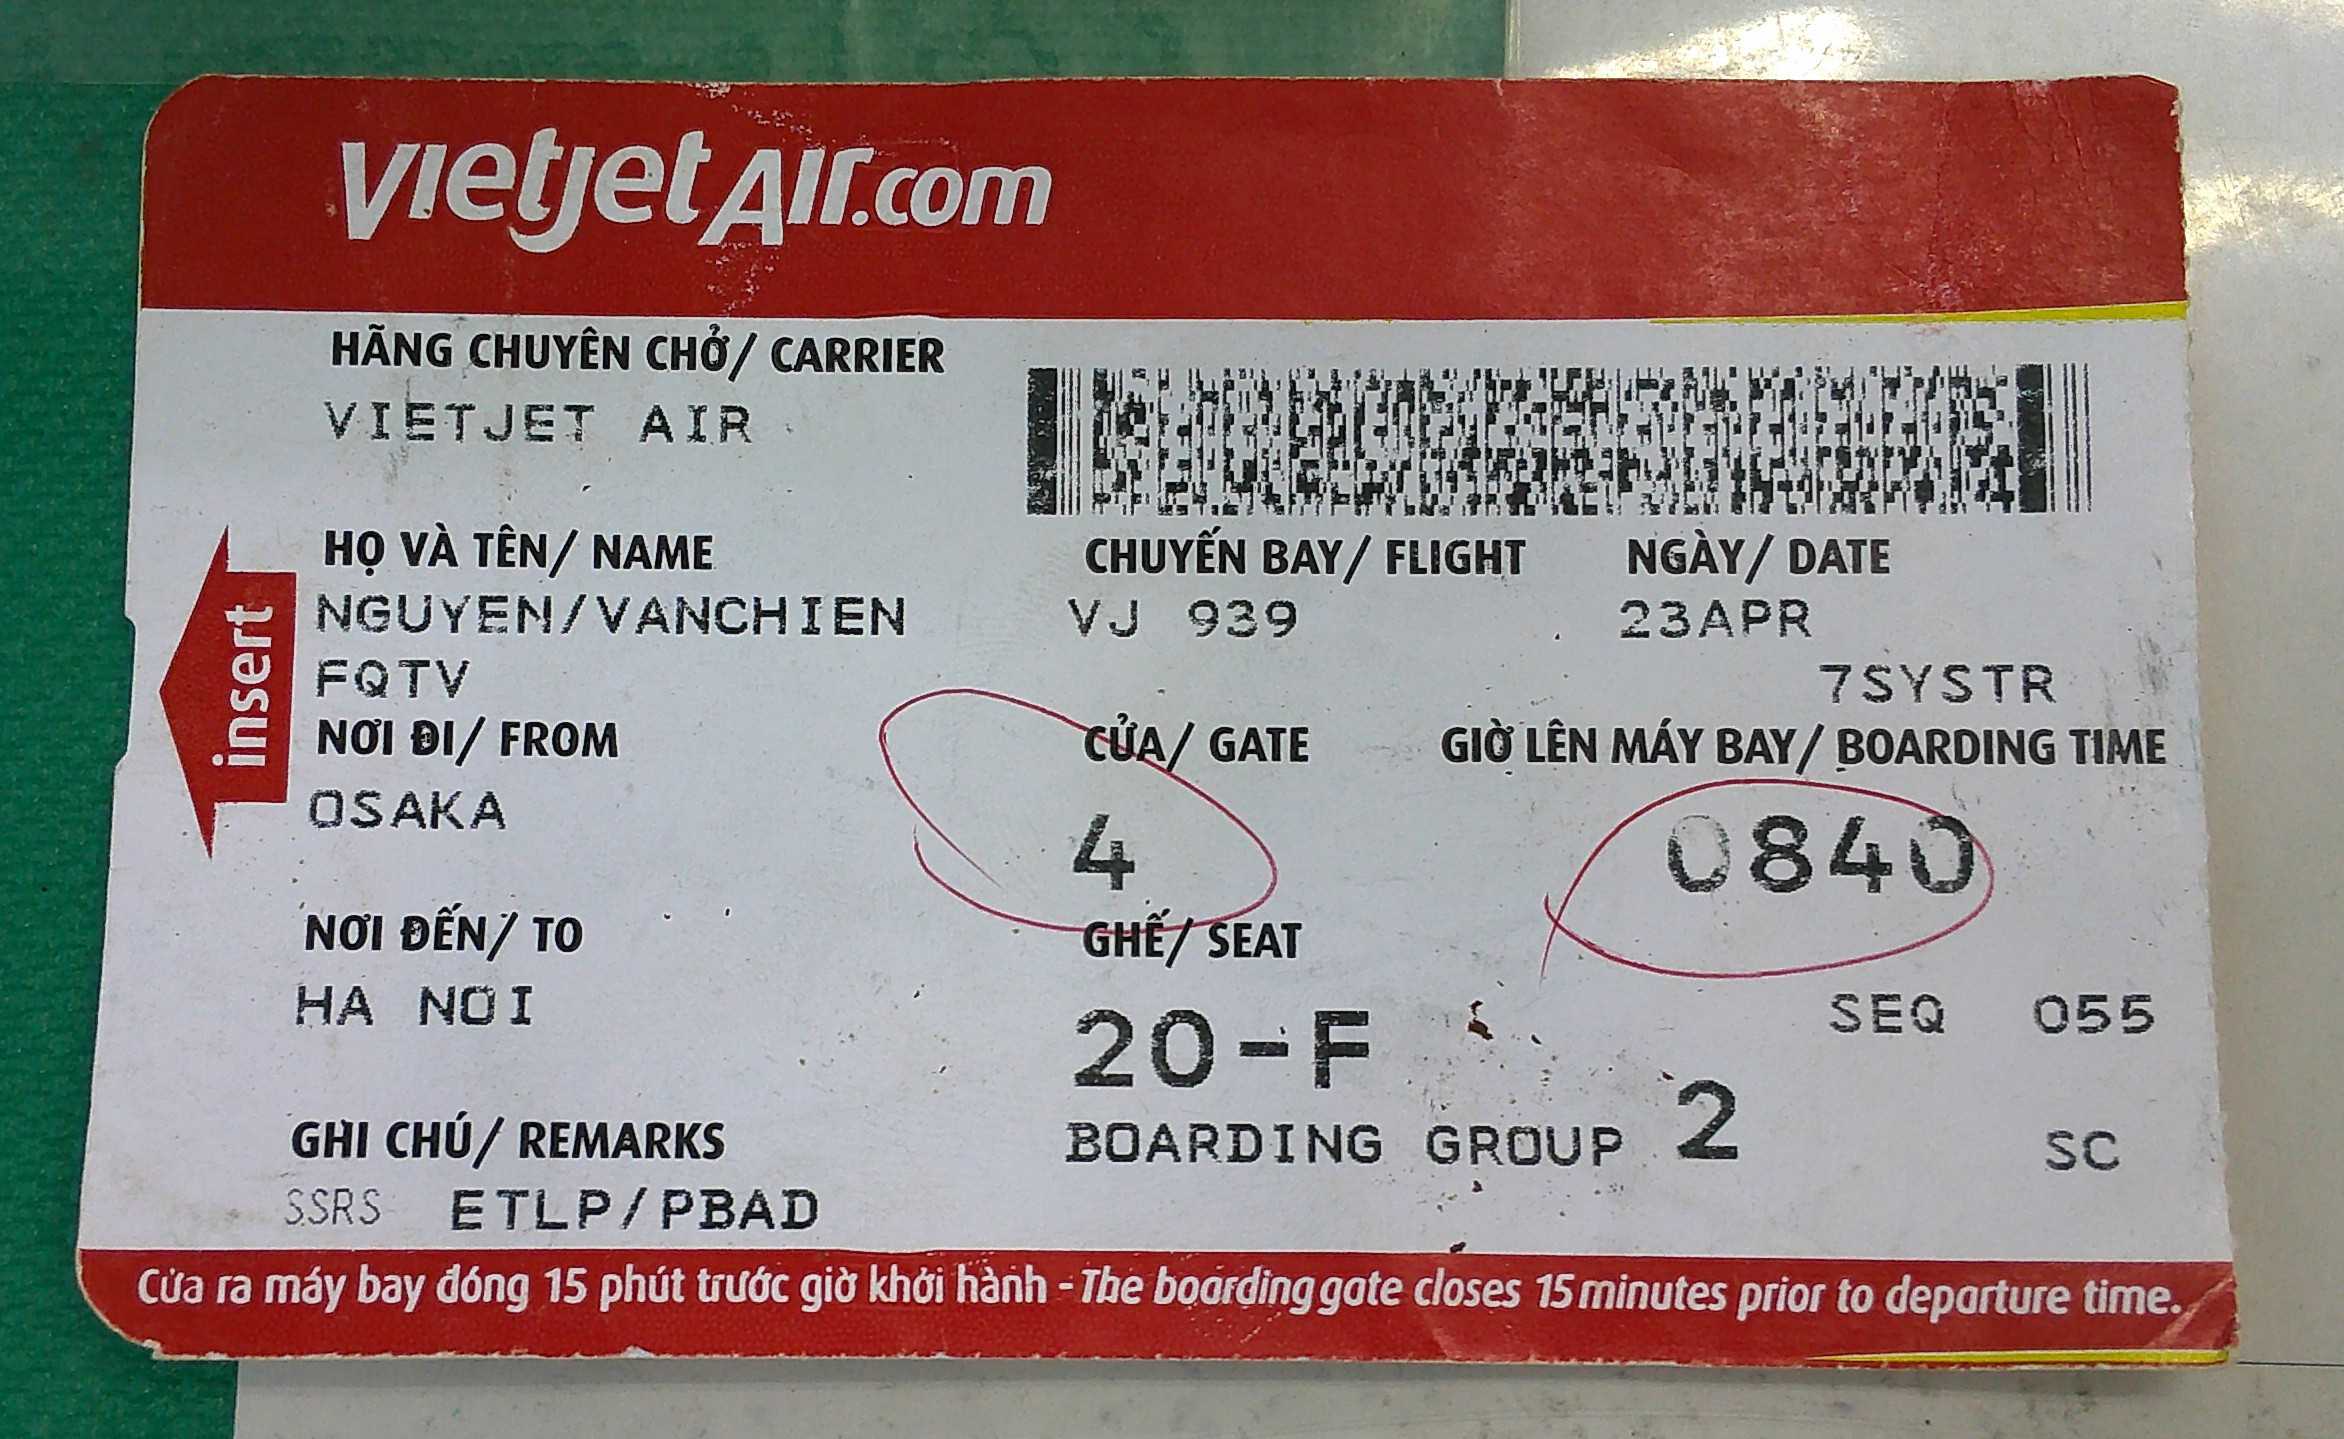 vietjetAir.com
HÃNG CHUYÊN CHỞ/ CARRIER
VIETJET AIR
HỌ VÀ TÊN/ NAME
NGUYEN/VANCHIEN
FQTV
CHUYẾN BAY/ FLIGHT
VJ 939
NGÀY/ DATE
23APR
7SYSTR
insert
NƠI ĐI/ FROM
OSAKA
CỬA/ GATE
4
GIỜ LÊN MÁY BAY/ BOARDING TIME
0840
NƠI ĐẾN/ TO
HA NOI
GHẾ/ SEAT
20-F
SEQ 055
BOARDING GROUP 2
SC
GHI CHÚ/ REMARKS
SSRS ETLP/PBAD
Cửa ra máy bay đóng 15 phút trước giờ khởi hành - The boarding gate closes 15 minutes prior to departure time.